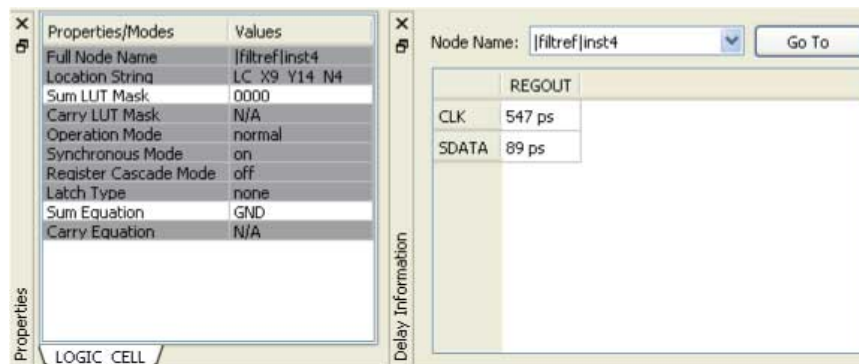 Properties/Modes Values
Full Node Name |filtref|inst4
Location String LC_X9_Y14_N4
Sum LUT Mask 0000
Carry LUT Mask N/A
Operation Mode normal
Synchronous Mode on
Register Cascade Mode off
Latch Type none
Sum Equation GND
Carry Equation N/A
Properties
LOGIC_CELL
Node Name: |filtref|inst4 Go To
REGOUT
CLK 547 ps
SDATA 89 ps
Delay Information